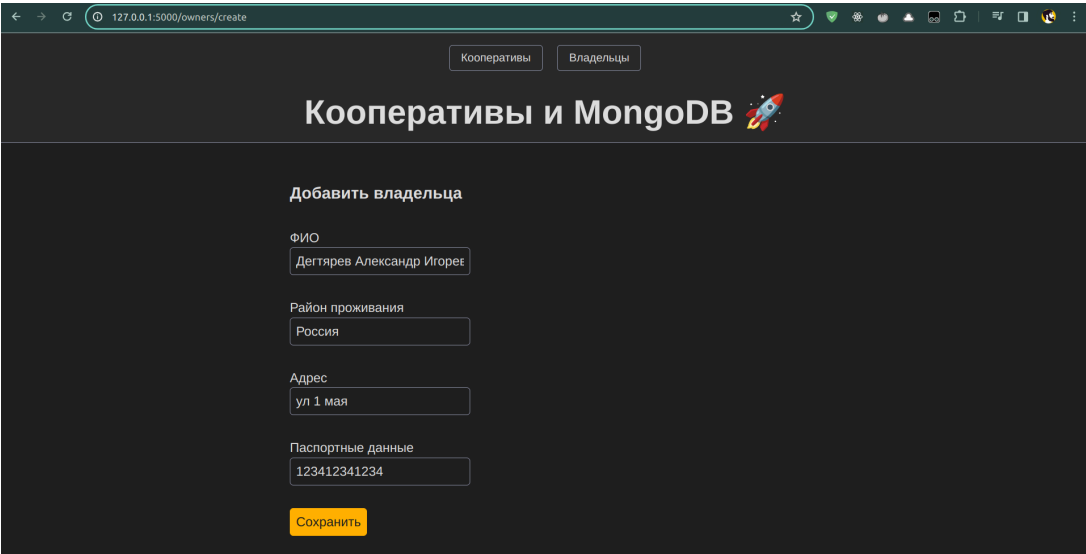 127.0.0.1:5000/owners/create
Кооперативы Владельцы
Кооперативы и MongoDB 🚀
Добавить владельца
ФИО
Дегтярев Александр Игорев
Район проживания
Россия
Адрес
ул 1 мая
Паспортные данные
123412341234
Сохранить